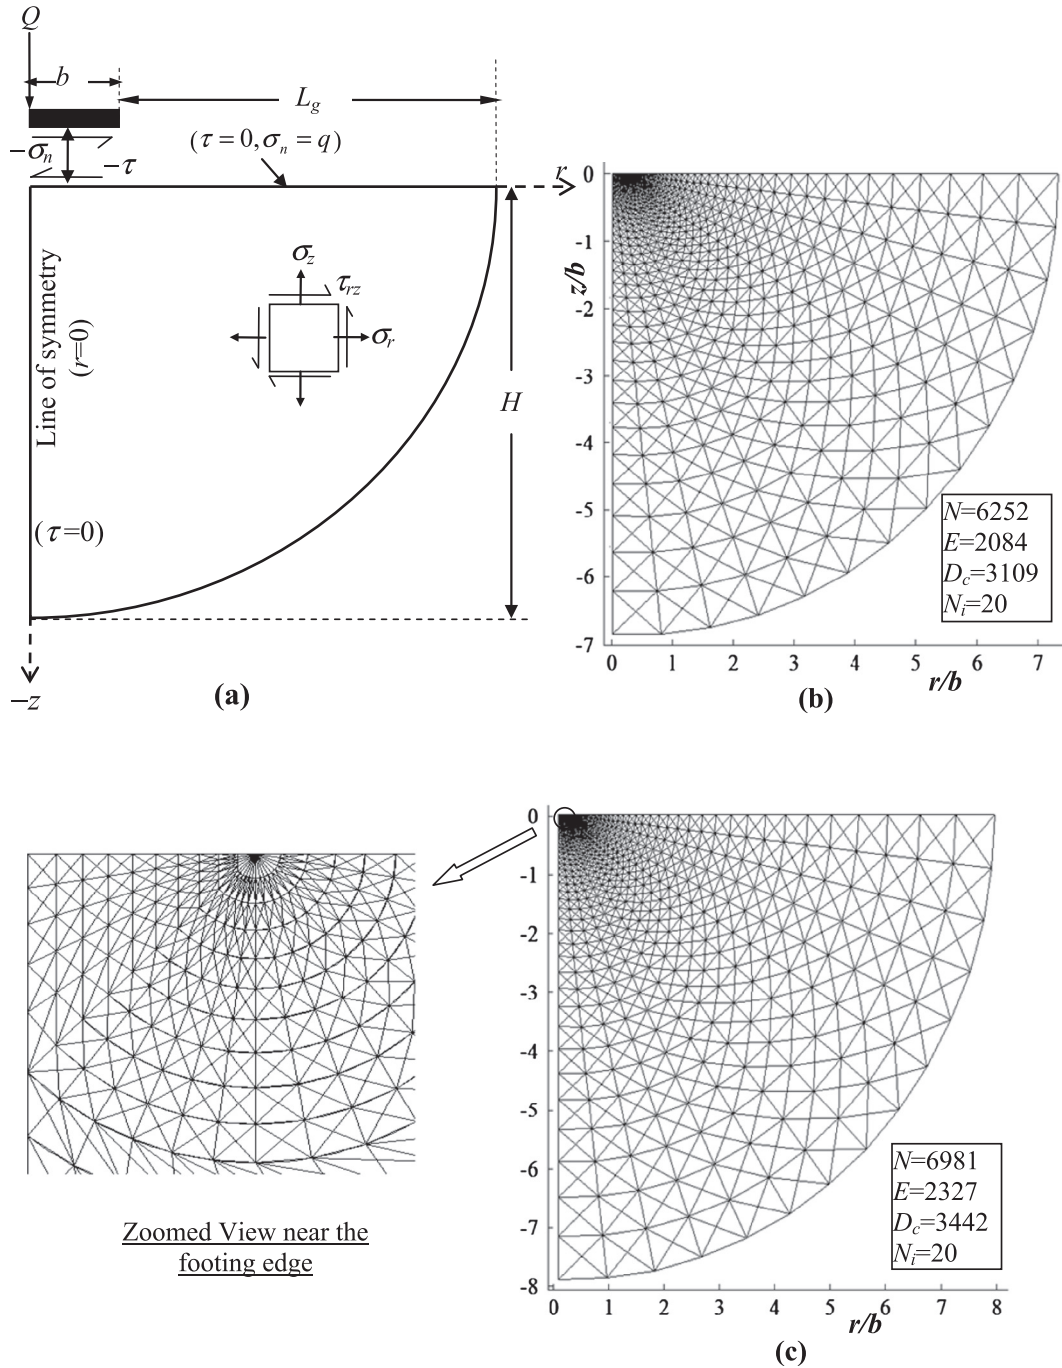 Q
b
L_g
−σ_n
−τ
(τ=0, σ_n = q)
r
Line of symmetry
(r=0)
σ_z
τ_rz
σ_r
H
(τ=0)
−z
(a)
0
-1
-2
-3
-4
-5
-6
-7
z/b
0 1 2 3 4 5 6 7
r/b
N=6252
E=2084
D_c=3109
N_i=20
(b)
Zoomed View near the
footing edge
0
-1
-2
-3
-4
-5
-6
-7
-8
0 1 2 3 4 5 6 7 8
r/b
N=6981
E=2327
D_c=3442
N_i=20
(c)